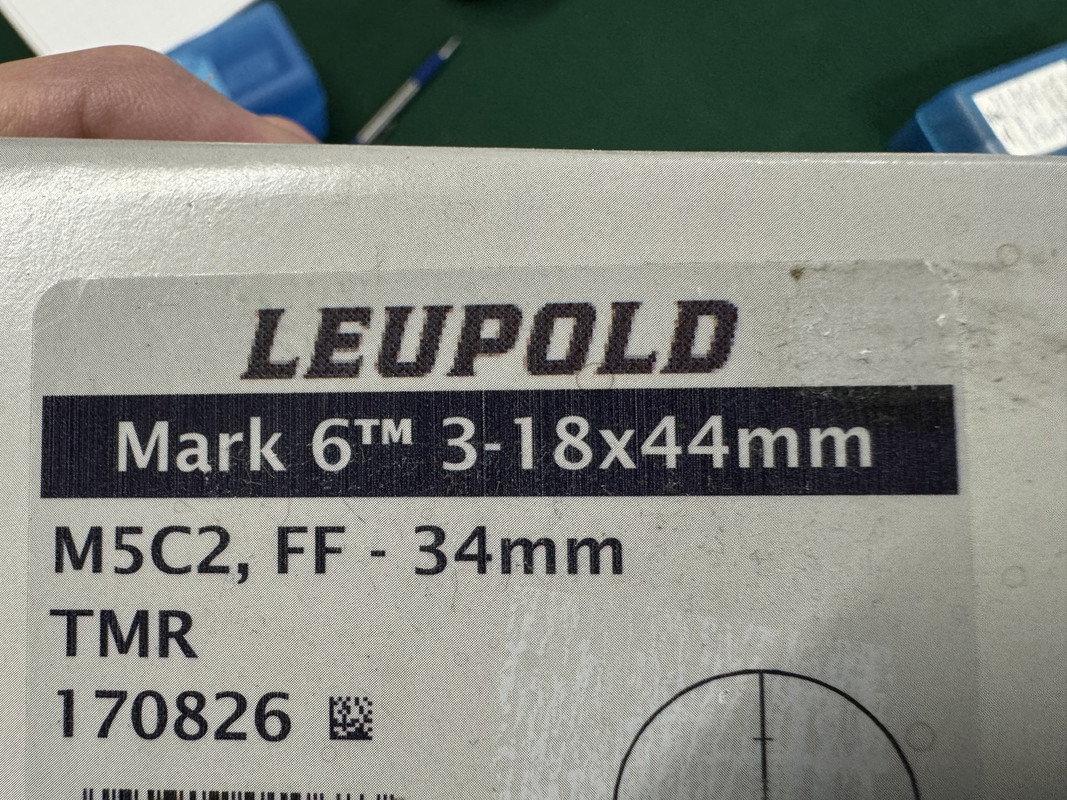 LEUPOLD
Mark 6™ 3-18x44mm
M5C2, FF - 34mm
TMR
170826